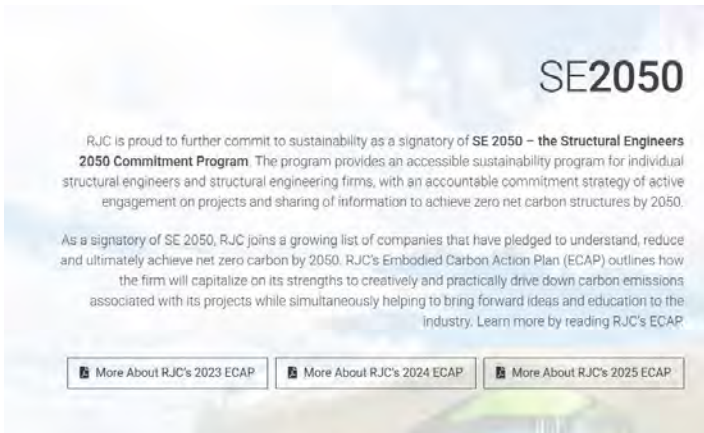 SE2050
RJC is proud to further commit to sustainability as a signatory of SE 2050 – the Structural Engineers
2050 Commitment Program. The program provides an accessible sustainability program for individual
structural engineers and structural engineering firms, with an accountable commitment strategy of active
engagement on projects and sharing of information to achieve zero net carbon structures by 2050.
As a signatory of SE 2050, RJC joins a growing list of companies that have pledged to understand, reduce
and ultimately achieve net zero carbon by 2050. RJC's Embodied Carbon Action Plan (ECAP) outlines how
the firm will capitalize on its strengths to creatively and practically drive down carbon emissions
associated with its projects while simultaneously helping to bring forward ideas and education to the
industry. Learn more by reading RJC's ECAP.
More About RJC's 2023 ECAP
More About RJC's 2024 ECAP
More About RJC's 2025 ECAP